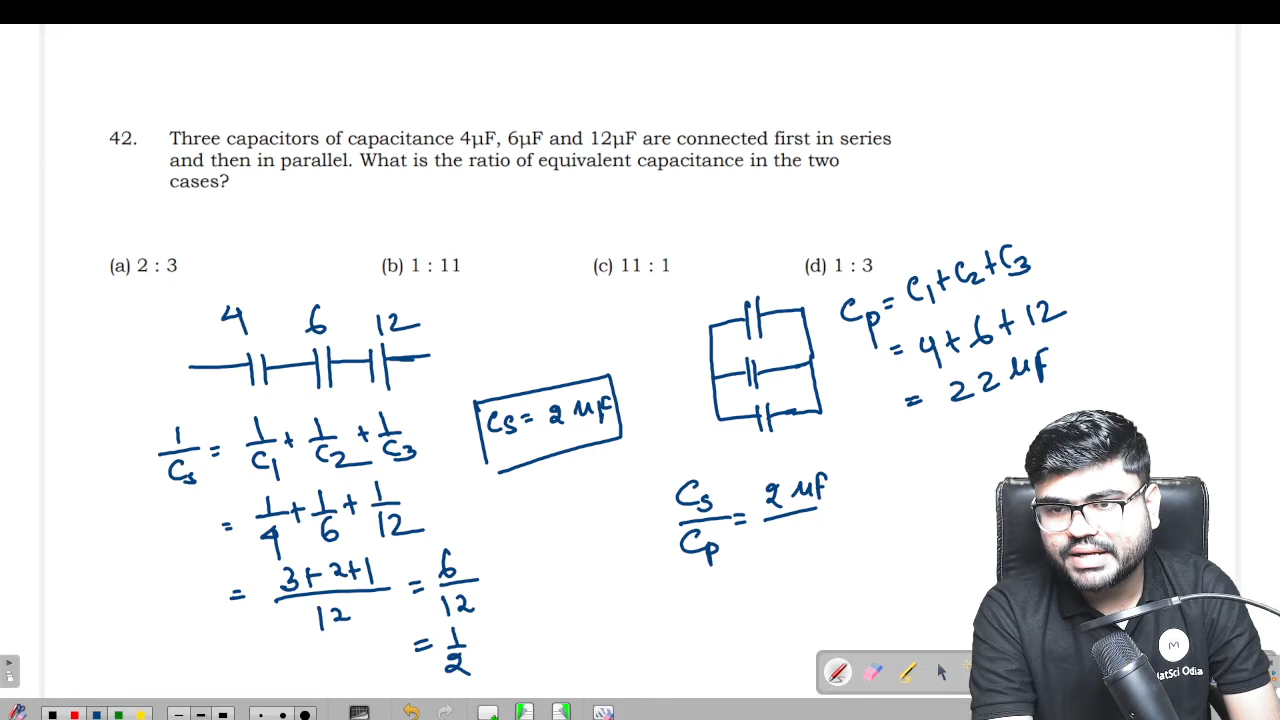 42. Three capacitors of capacitance 4µF, 6µF and 12µF are connected first in series
and then in parallel. What is the ratio of equivalent capacitance in the two
cases?
(a) 2 : 3 (b) 1 : 11 (c) 11 : 1 (d) 1 : 3
4 6 12
1/Cs = 1/C1 + 1/C2 + 1/C3
= 1/4 + 1/6 + 1/12
= 3+2+1/12 = 6/12
= 1/2
Cs = 2 µF
Cp = C1+C2+C3
= 4+6+12
= 22 µF
Cs/Cp = 2 µF
M
MatSci Odia